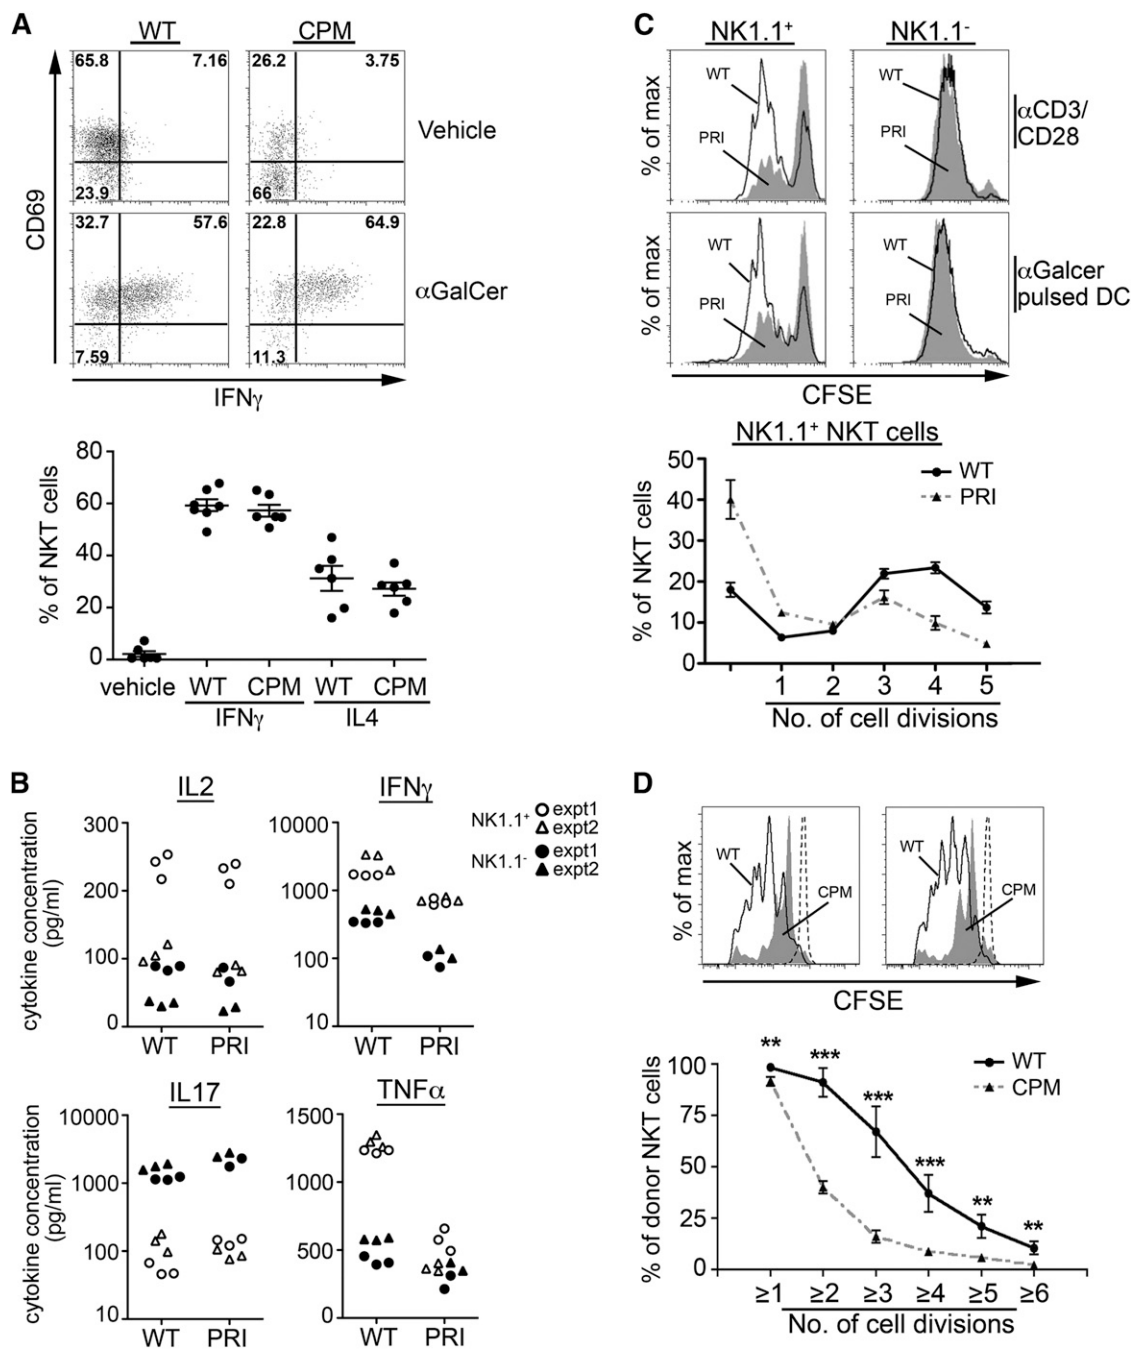 A
WT CPM
65.8 7.16 26.2 3.75
Vehicle
23.9 66
32.7 57.6 22.8 64.9
αGalCer
7.59 11.3
CD69
IFNγ
% of NKT cells
80
60
40
20
0
vehicle WT CPM WT CPM
IFNγ IL4
B
IL2 IFNγ
NK1.1+ expt1
expt2
NK1.1- expt1
expt2
cytokine concentration
(pg/ml)
300
200
100
0
WT PRI
10000
1000
100
10
WT PRI
IL17 TNFα
cytokine concentration
(pg/ml)
10000
1000
100
10
WT PRI
1500
1000
500
0
WT PRI
C
NK1.1+ NK1.1-
% of max
WT
PRI
WT
PRI
αCD3/
CD28
% of max
WT
PRI
WT
PRI
αGalcer
pulsed DC
CFSE
NK1.1+ NKT cells
% of NKT cells
50
40
30
20
10
0
WT
PRI
1 2 3 4 5
No. of cell divisions
D
% of max
WT
CPM
WT
CPM
CFSE
% of donor NKT cells
100
75
50
25
0
** *** *** *** ** **
WT
CPM
≥1 ≥2 ≥3 ≥4 ≥5 ≥6
No. of cell divisions